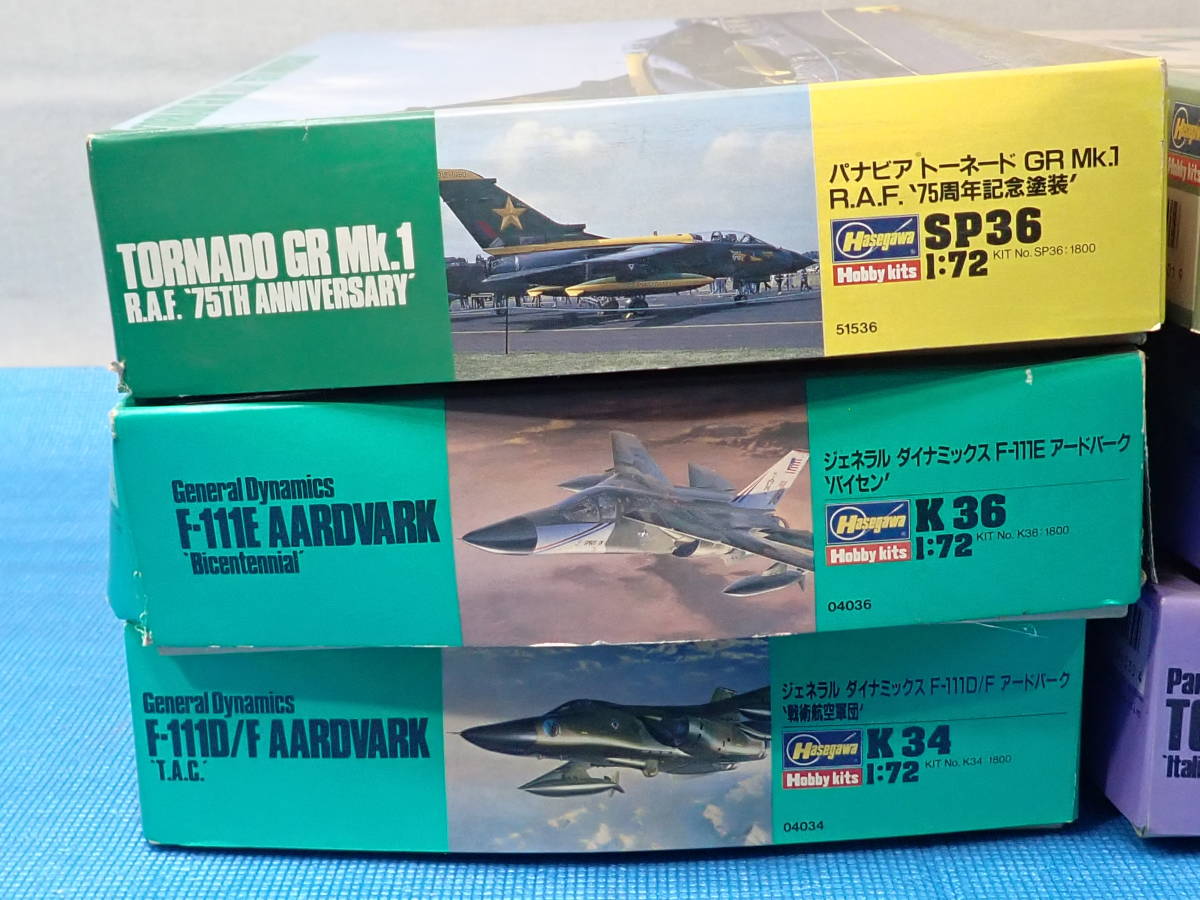 TORNADO GR Mk.1
R.A.F. '75TH ANNIVERSARY'
パナビア トーネード GR Mk.1
R.A.F. '75周年記念塗装'
Hasegawa
Hobby kits
SP36
1:72
KIT No. SP36:1800
51536
General Dynamics
F-111E AARDVARK
'Bicentennial'
ジェネラル ダイナミックス F-111E アードバーク
'バイセン'
Hasegawa
Hobby kits
K 36
1:72
KIT No. K36:1800
04036
General Dynamics
F-111D/F AARDVARK
'T.A.C.'
ジェネラル ダイナミックス F-111D/F アードバーク
'戦術航空軍団'
Hasegawa
Hobby kits
K 34
1:72
KIT No. K34:1800
04034
Hobby kits